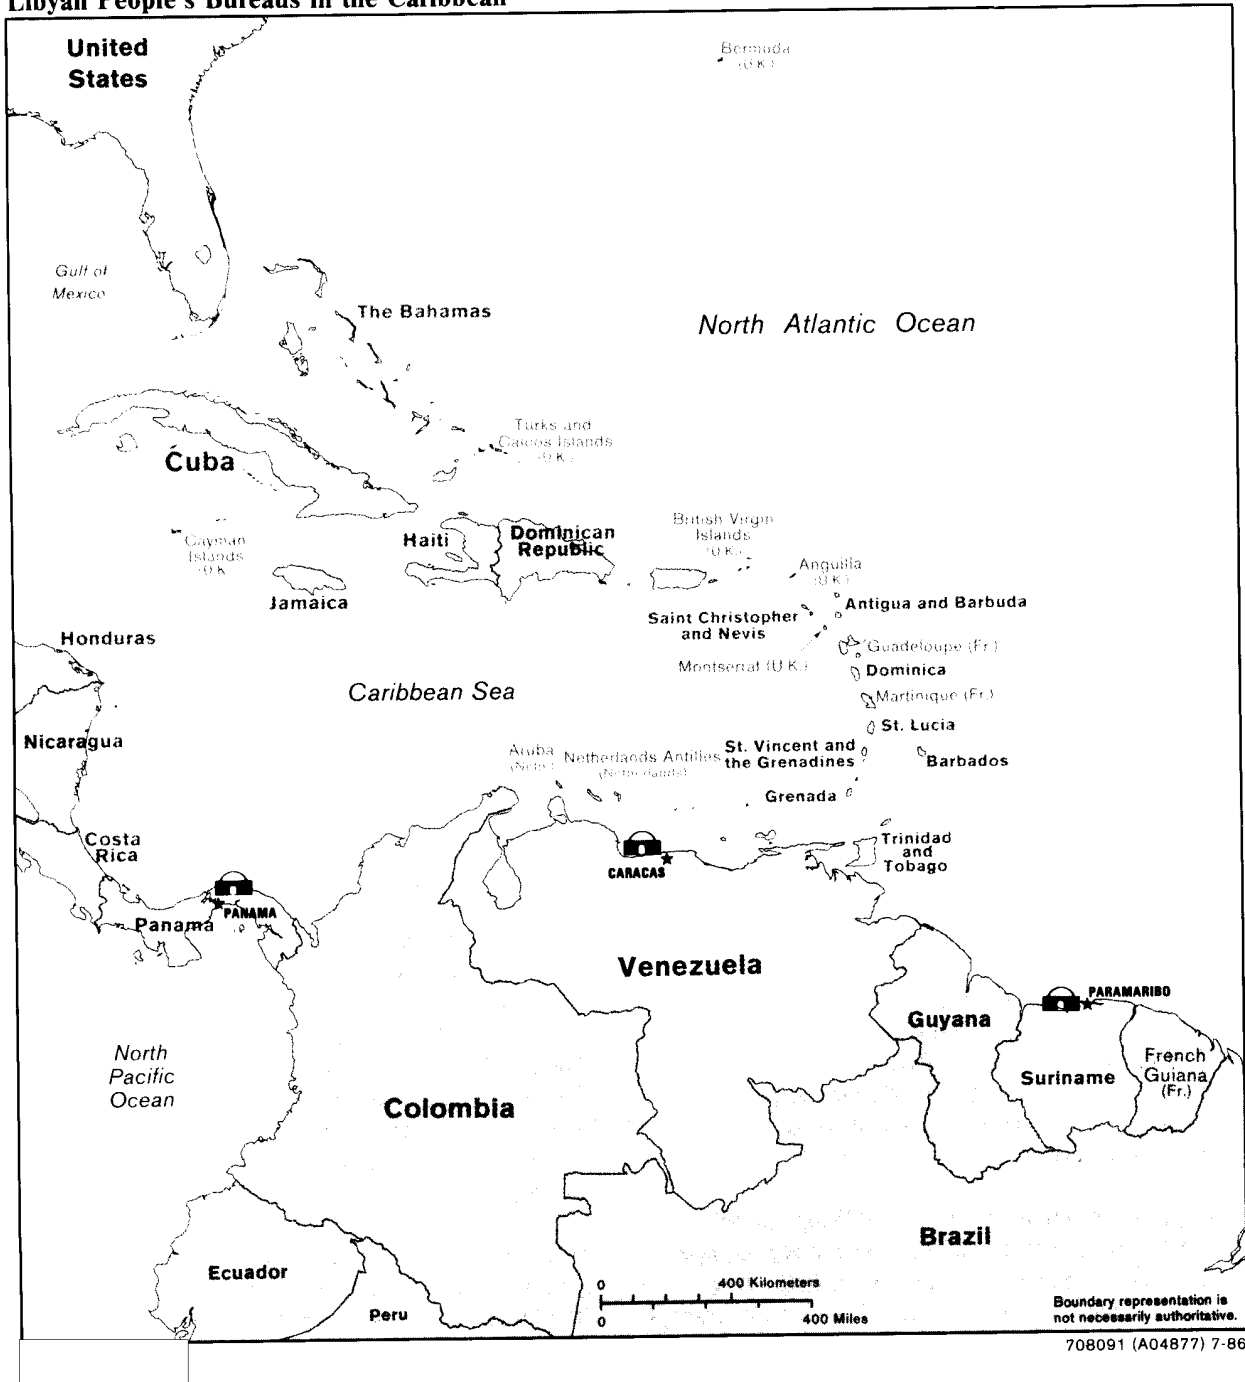 Libyan People's Bureaus in the Caribbean
United
States
Bermuda
(U.K.)
Gulf of
Mexico
The Bahamas
North Atlantic Ocean
Turks and
Caicos Islands
(U.K.)
Cuba
Cayman
Islands
(U.K.
Haiti
Dominican
Republic
British Virgin
Islands
(U.K.)
Anguilla
(U.K.)
Jamaica
Saint Christopher
and Nevis
Antigua and Barbuda
Honduras
Guadeloupe (Fr.)
Montserrat (U.K.)
Dominica
Caribbean Sea
Martinique (Fr.)
Nicaragua
St. Lucia
Aruba
(Neth.)
Netherlands Antilles
(Netherlands)
St. Vincent and
the Grenadines
Barbados
Grenada
Costa
Rica
Trinidad
and
Tobago
CARACAS
PANAMA
Panama
Venezuela
PARAMARIBO
Guyana
North
Pacific
Ocean
French
Guiana
(Fr.)
Suriname
Colombia
Brazil
Ecuador
Peru
0 400 Kilometers
0 400 Miles
Boundary representation is
not necessarily authoritative.
708091 (A04877) 7-86